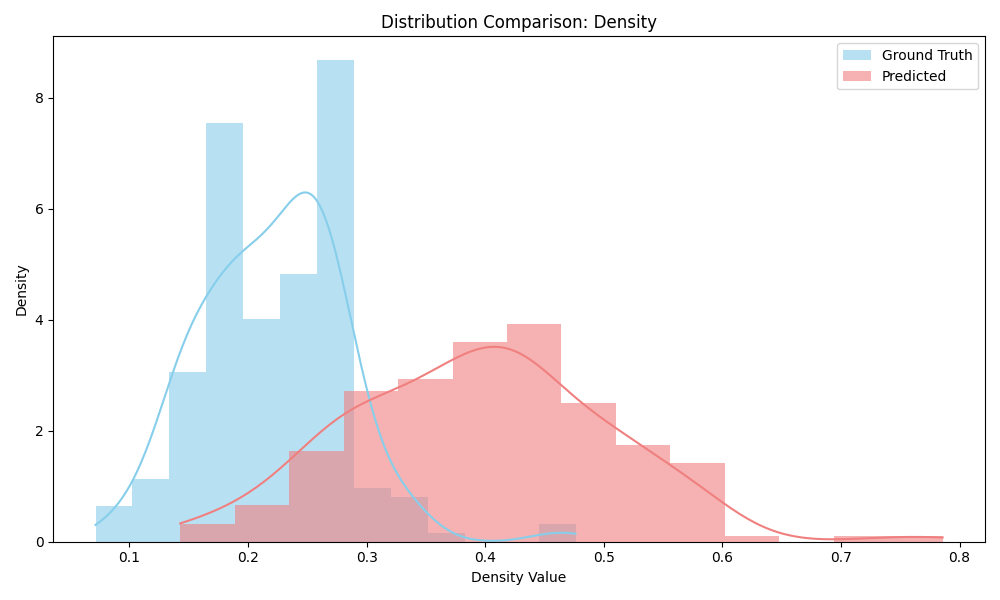 Distribution Comparison: Density
Ground Truth
Predicted
Density
8
6
4
2
0
0.1 0.2 0.3 0.4 0.5 0.6 0.7 0.8
Density Value